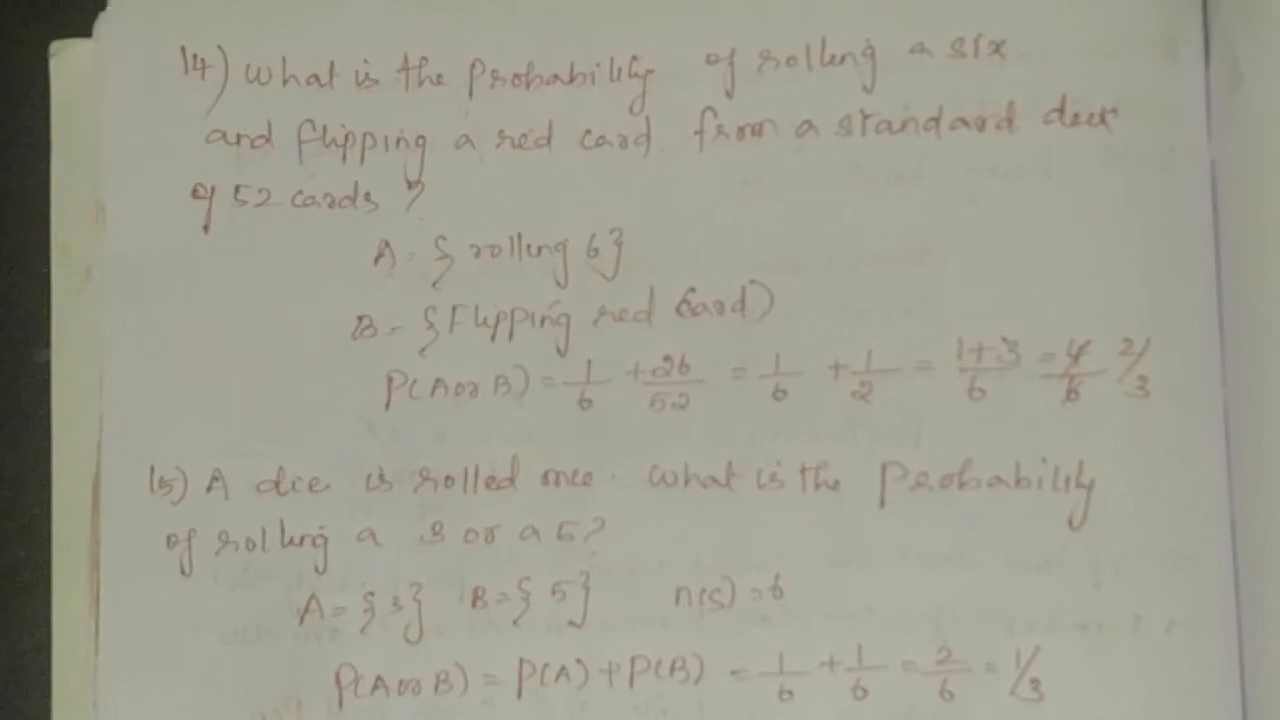 14) What is the Probability of rolling a six
and flipping a red card from a standard deck
of 52 cards ?
A = { rolling 6}
B = {Flipping red Card)
P(A or B) = 1/6 + 26/52 = 1/6 + 1/2 = 1+3/6 = 4/6 2/3
15) A die is rolled once. What is the Probability
of rolling a 3 or a 5?
A = {3} B = { 5} n(s) = 6
P(A or B) = P(A) + P(B) = 1/6 + 1/6 = 2/6 = 1/3